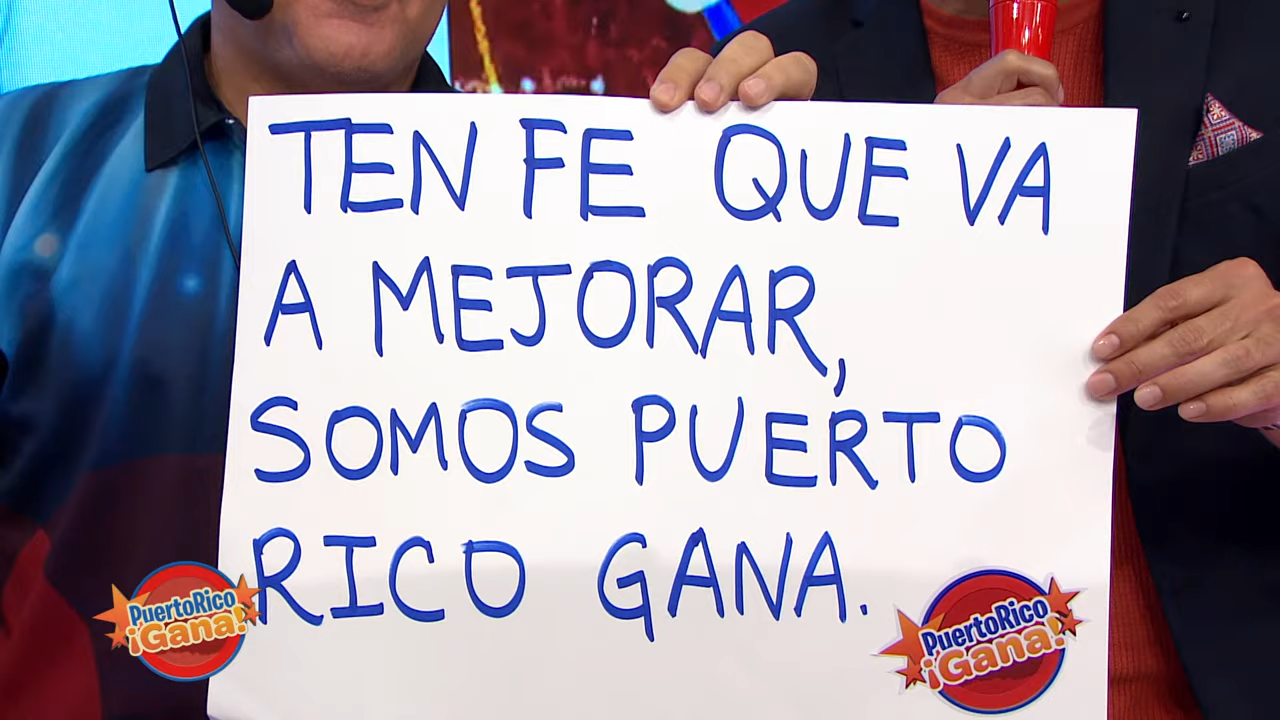 TEN FE QUE VA
A MEJORAR,
SOMOS PUERTO
RICO GANA.
PuertoRico
¡Gana!
PuertoRico
¡Gana!